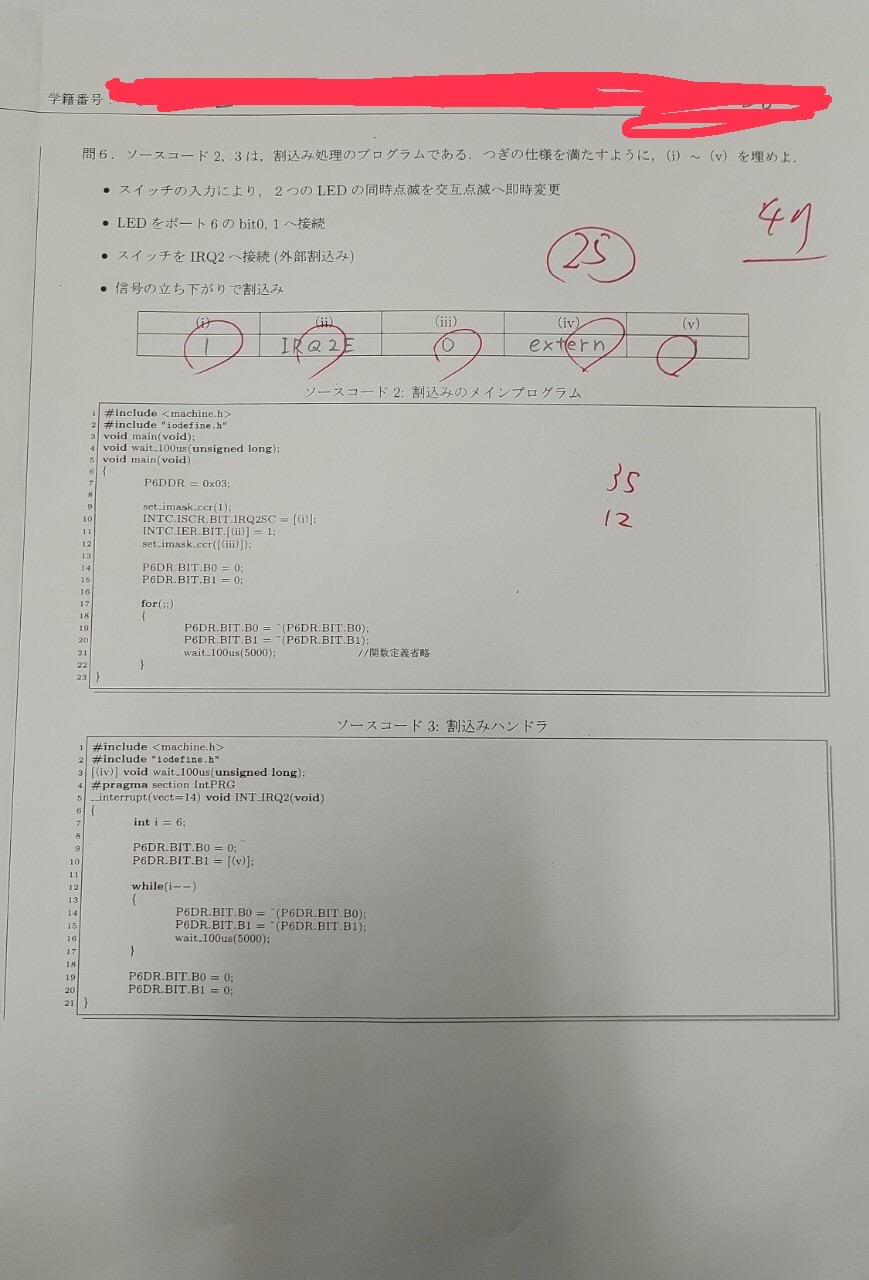 学籍番号:
問6. ソースコード 2, 3 は, 割込み処理のプログラムである. つぎの仕様を満たすように, (i) ～ (v) を埋めよ.
• スイッチの入力により, 2つの LED の同時点滅を交互点滅へ即時変更
• LED をポート 6 の bit0, 1 へ接続
• スイッチを IRQ2 へ接続 (外部割込み)
• 信号の立ち下がりで割込み
25
(i) (ii) (iii) (iv) (v)
1 IRQ2E 0 extern 1
ソースコード 2: 割込みのメインプログラム
1 #include <machine.h>
2 #include "iodefine.h"
3 void main(void);
4 void wait_100us(unsigned long);
5 void main(void)
6 {
7 P6DDR = 0x03;
8
9 set_imask_ccr(1);
10 INTC.ISCR.BIT.IRQ2SC = [(i)];
11 INTC.IER.BIT.[(ii)] = 1;
12 set_imask_ccr([(iii)]);
13
14 P6DR.BIT.B0 = 0;
15 P6DR.BIT.B1 = 0;
16
17 for(;;)
18 {
19 P6DR.BIT.B0 = ~(P6DR.BIT.B0);
20 P6DR.BIT.B1 = ~(P6DR.BIT.B1);
21 wait_100us(5000); //関数定義省略
22 }
23 }
35
12
ソースコード 3: 割込みハンドラ
1 #include <machine.h>
2 #include "iodefine.h"
3 [(iv)] void wait_100us(unsigned long);
4 #pragma section IntPRG
5 __interrupt(vect=14) void INT_IRQ2(void)
6 {
7 int i = 6;
8
9 P6DR.BIT.B0 = 0;
10 P6DR.BIT.B1 = [(v)];
11
12 while(i--)
13 {
14 P6DR.BIT.B0 = ~(P6DR.BIT.B0);
15 P6DR.BIT.B1 = ~(P6DR.BIT.B1);
16 wait_100us(5000);
17 }
18
19 P6DR.BIT.B0 = 0;
20 P6DR.BIT.B1 = 0;
21 }